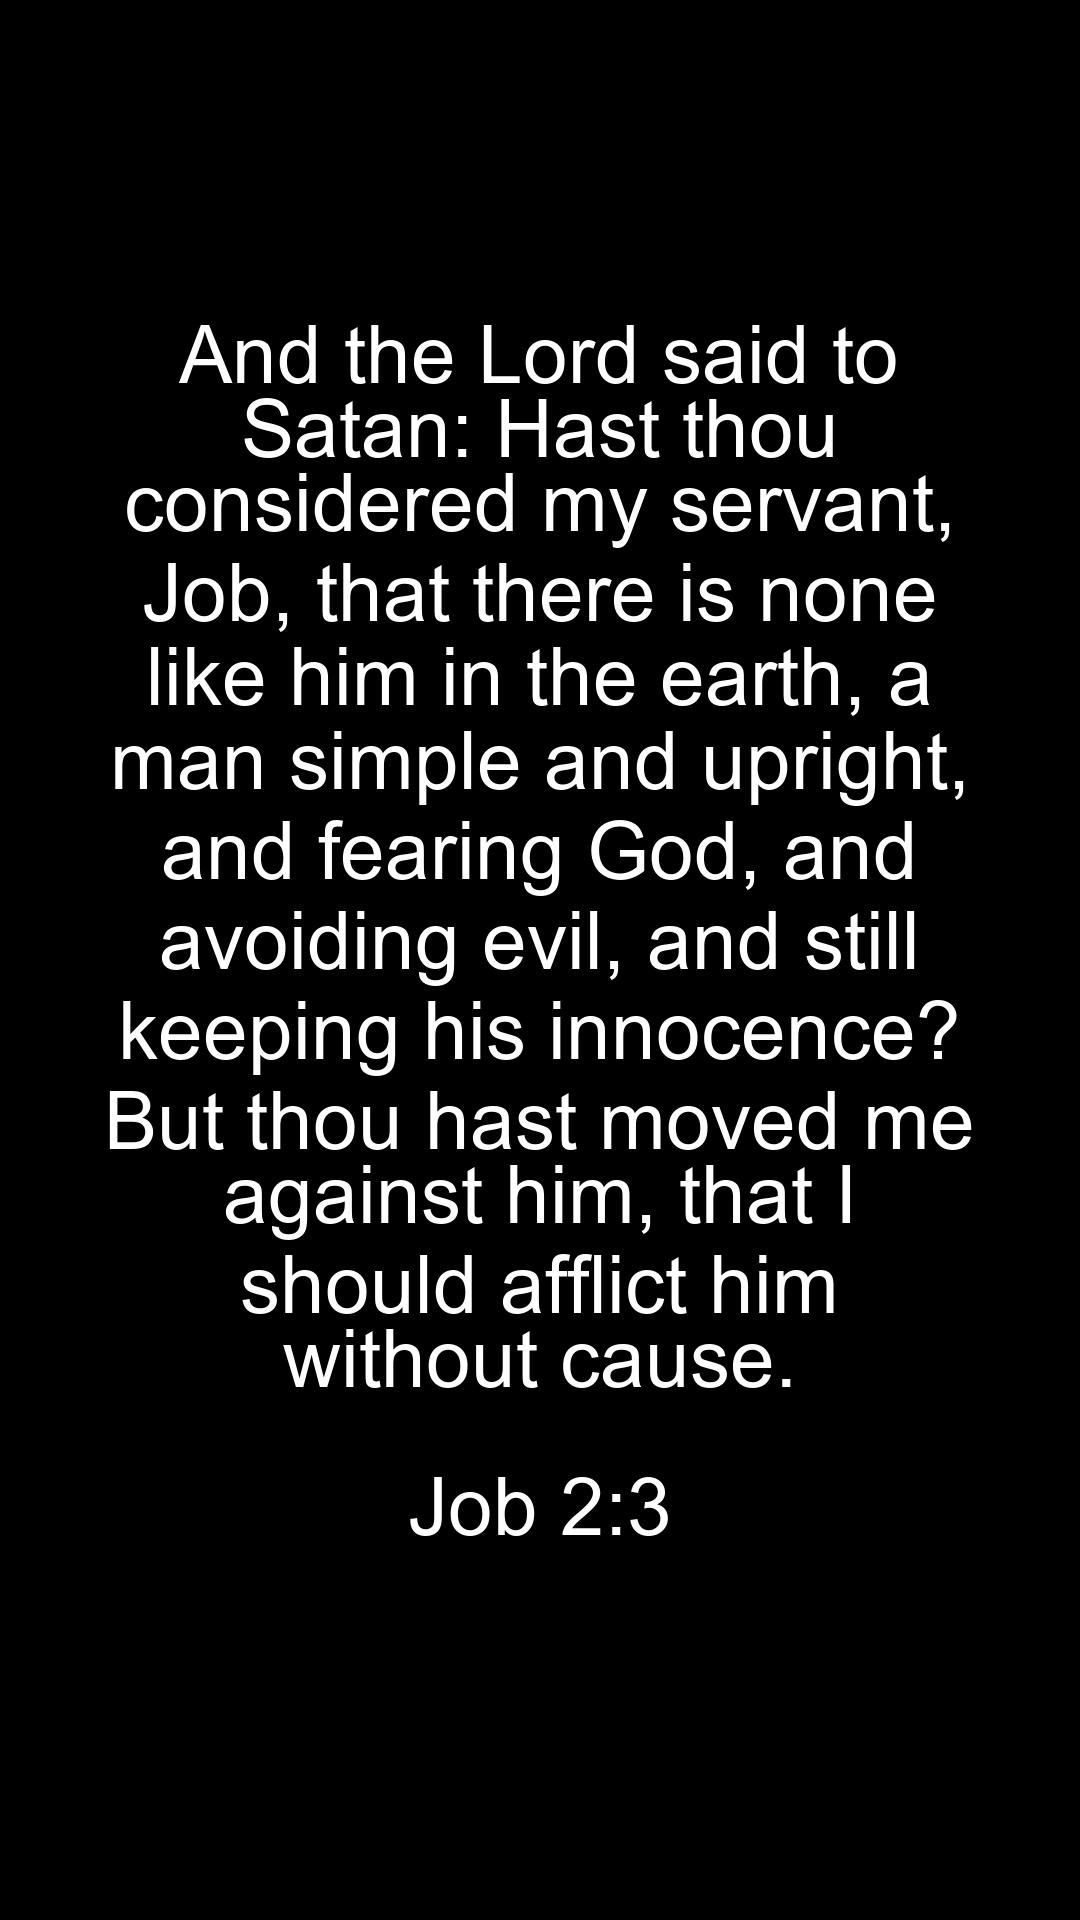 And the Lord said to
Satan: Hast thou
considered my servant,
Job, that there is none
like him in the earth, a
man simple and upright,
and fearing God, and
avoiding evil, and still
keeping his innocence?
But thou hast moved me
against him, that I
should afflict him
without cause.
Job 2:3